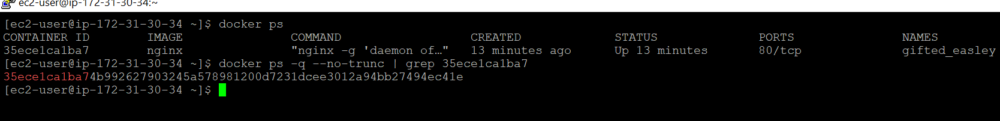 ec2-user@ip-172-31-30-34:~
[ec2-user@ip-172-31-30-34 ~]$ docker ps
CONTAINER ID IMAGE COMMAND CREATED STATUS PORTS NAMES
35ece1ca1ba7 nginx "nginx -g 'daemon of…" 13 minutes ago Up 13 minutes 80/tcp gifted_easley
[ec2-user@ip-172-31-30-34 ~]$ docker ps -q --no-trunc | grep 35ece1ca1ba7
35ece1ca1ba74b992627903245a578981200d7231dcee3012a94bb27494ec41e
[ec2-user@ip-172-31-30-34 ~]$